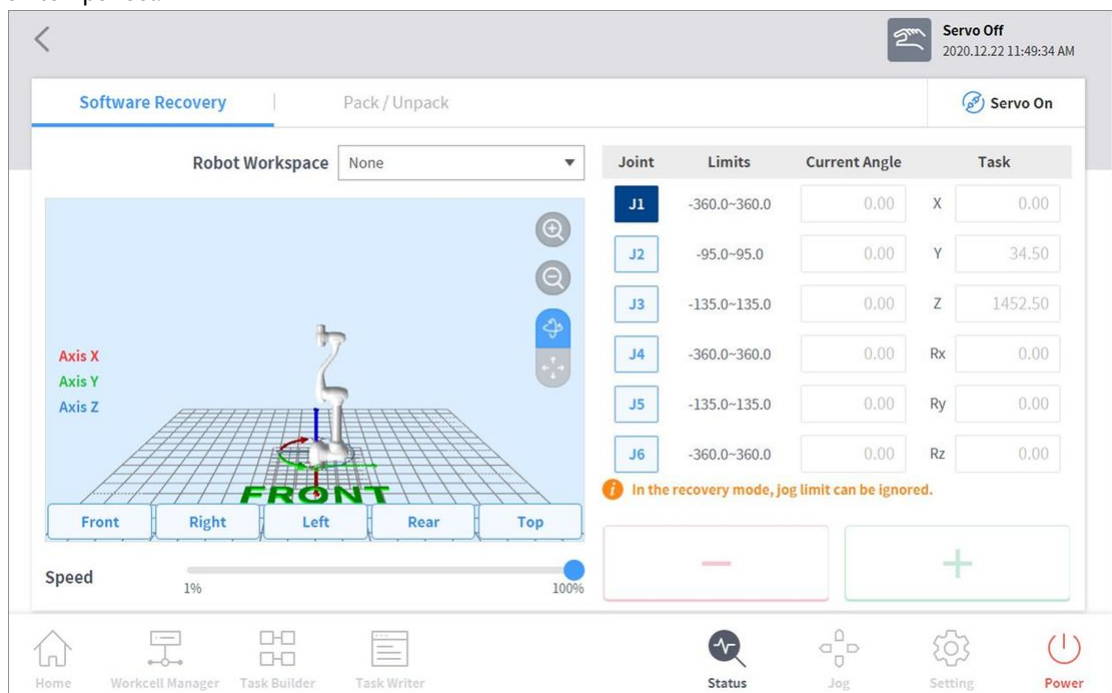 Servo Off
2020.12.22 11:49:34 AM
Software Recovery
Pack / Unpack
Servo On
Robot Workspace
None
Joint Limits Current Angle Task
J1 -360.0~360.0 0.00 X 0.00
J2 -95.0~95.0 0.00 Y 34.50
J3 -135.0~135.0 0.00 Z 1452.50
J4 -360.0~360.0 0.00 Rx 0.00
J5 -135.0~135.0 0.00 Ry 0.00
J6 -360.0~360.0 0.00 Rz 0.00
In the recovery mode, jog limit can be ignored.
Axis X
Axis Y
Axis Z
FRONT
Front Right Left Rear Top
Speed
1% 100%
Home Workcell Manager Task Builder Task Writer Status Jog Setting Power